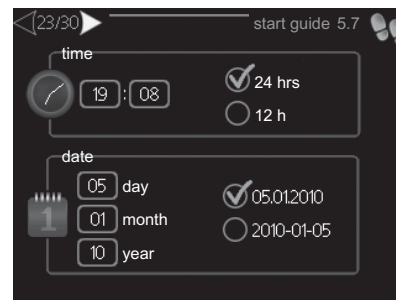 23/30 start guide 5.7
time
19 : 08
24 hrs
12 h
date
05 day
01 month
10 year
05.01.2010
2010-01-05
1